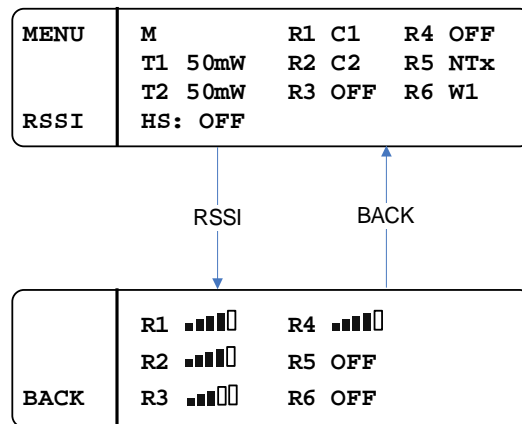 MENU M R1 C1 R4 OFF
T1 50mW R2 C2 R5 NTx
T2 50mW R3 OFF R6 W1
RSSI HS: OFF
RSSI BACK
R1 R4
R2 R5 OFF
BACK R3 R6 OFF